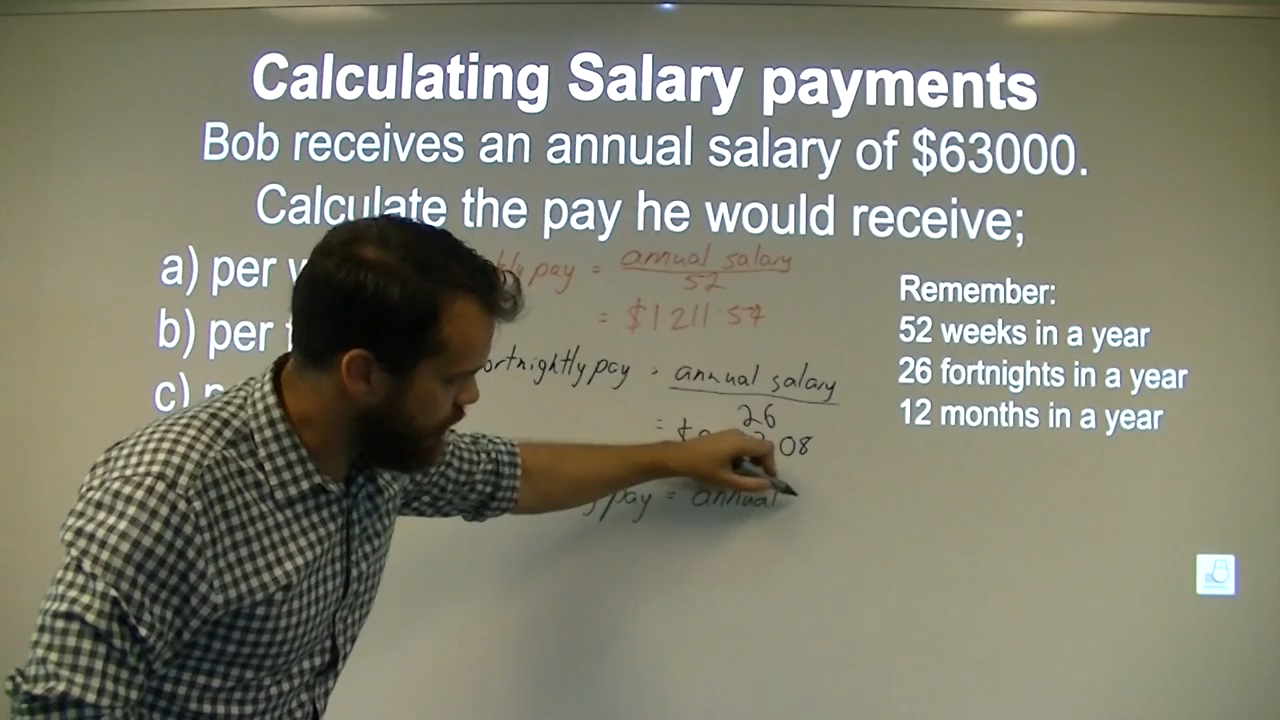 Calculating Salary payments
Bob receives an annual salary of $63000.
Calculate the pay he would receive;
a) per
b) per
c)
pay = annual salary
52
= $1211.54
pay = annual salary
26
= $ 08
pay = annual
Remember:
52 weeks in a year
26 fortnights in a year
12 months in a year